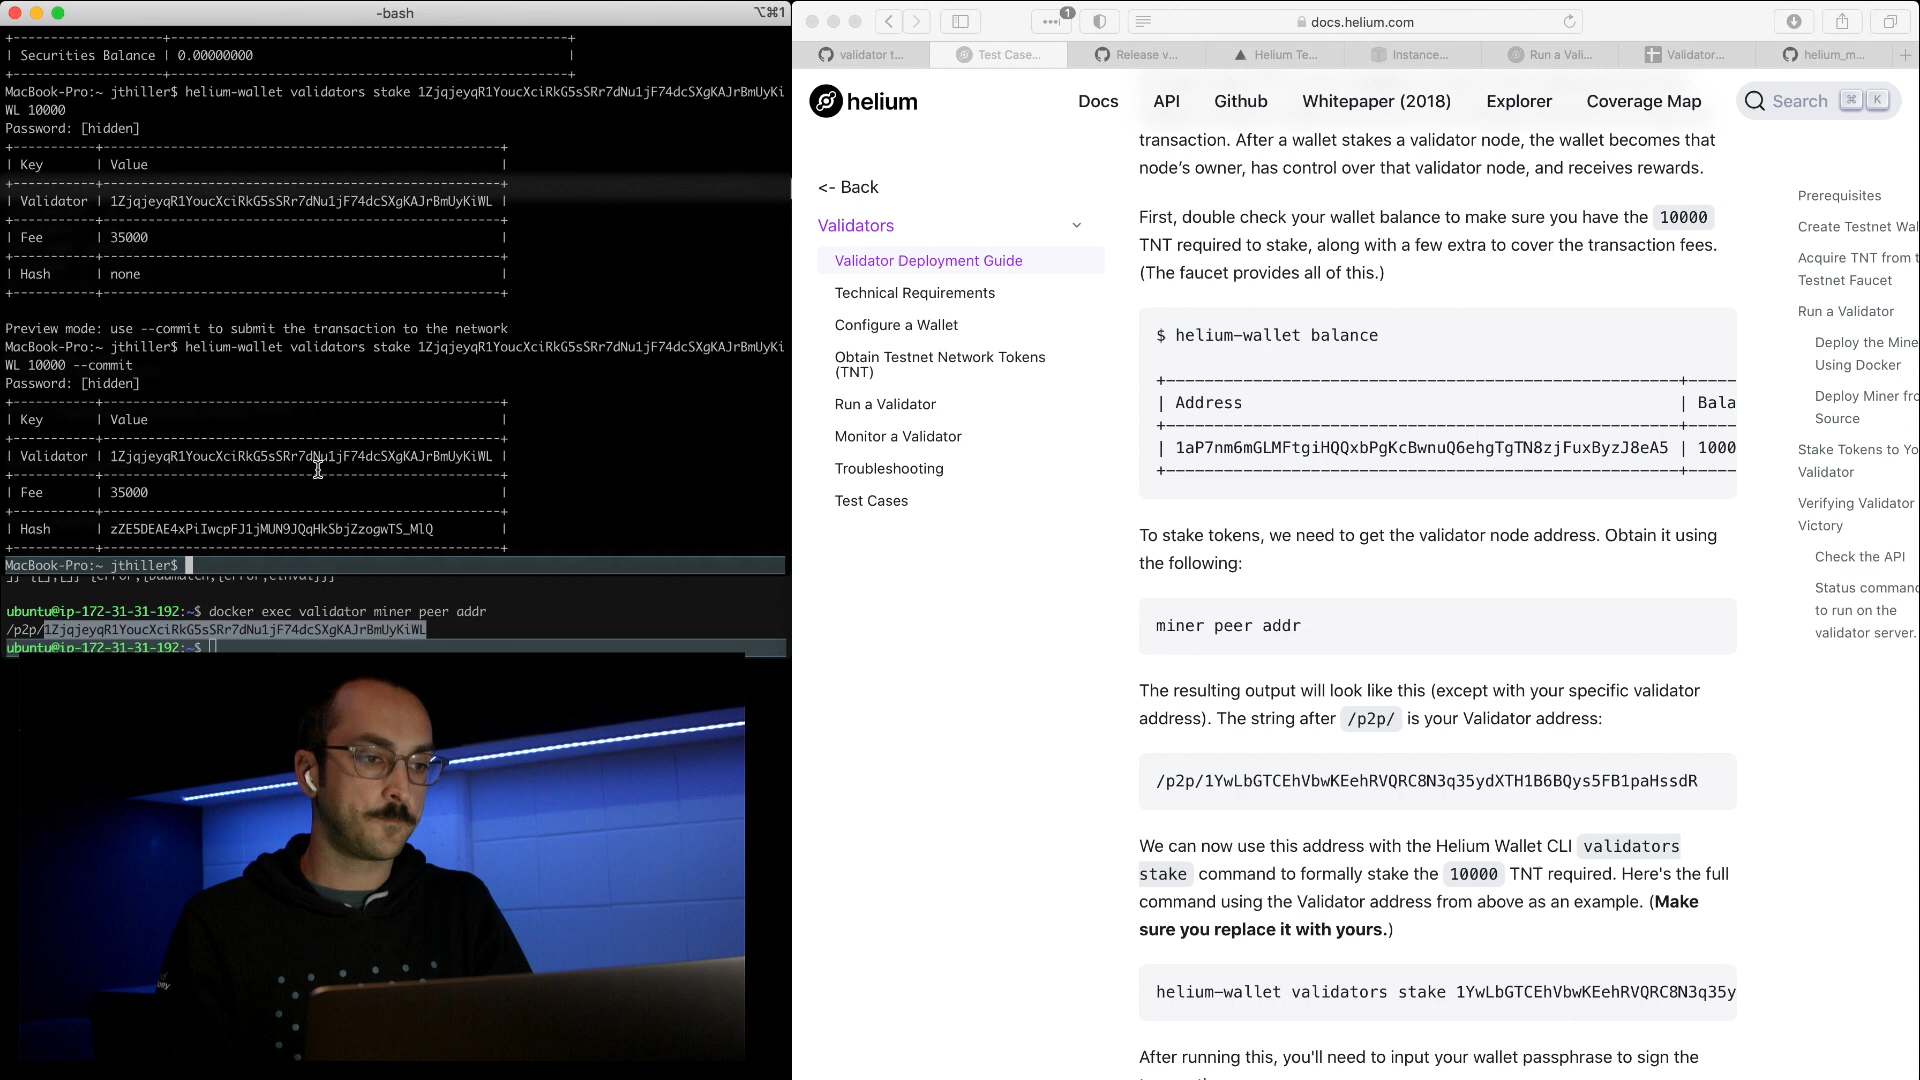 -bash
⌥⌘1
| Securities Balance | 0.00000000 |
MacBook-Pro:~ jthiller$ helium-wallet validators stake 1ZjqjeyqR1YoucXciRkG5sSRr7dNu1jF74dcSXgKAJrBmUyKi
WL 10000
Password: [hidden]
| Key | Value |
| Validator | 1ZjqjeyqR1YoucXciRkG5sSRr7dNu1jF74dcSXgKAJrBmUyKiWL |
| Fee | 35000 |
| Hash | none |
Preview mode: use --commit to submit the transaction to the network
MacBook-Pro:~ jthiller$ helium-wallet validators stake 1ZjqjeyqR1YoucXciRkG5sSRr7dNu1jF74dcSXgKAJrBmUyKi
WL 10000 --commit
Password: [hidden]
| Key | Value |
| Validator | 1ZjqjeyqR1YoucXciRkG5sSRr7dNu1jF74dcSXgKAJrBmUyKiWL |
| Fee | 35000 |
| Hash | zZE5DEAE4xPiIwcpFJ1jMUN9JQqHkSbjZzogwTS_MlQ |
MacBook-Pro:~ jthiller$
ubuntu@ip-172-31-31-192:~$ docker exec validator miner peer addr
/p2p/1ZjqjeyqR1YoucXciRkG5sSRr7dNu1jF74dcSXgKAJrBmUyKiWL
ubuntu@ip-172-31-31-192:~$
1
docs.helium.com
validator t...
Test Case...
Release v...
Helium Te...
Instance...
Run a Vali...
Validator...
helium_m...
helium
Docs
API
Github
Whitepaper (2018)
Explorer
Coverage Map
Search ⌘ K
<- Back
Validators
Validator Deployment Guide
Technical Requirements
Configure a Wallet
Obtain Testnet Network Tokens
(TNT)
Run a Validator
Monitor a Validator
Troubleshooting
Test Cases
transaction. After a wallet stakes a validator node, the wallet becomes that
node's owner, has control over that validator node, and receives rewards.
First, double check your wallet balance to make sure you have the 10000
TNT required to stake, along with a few extra to cover the transaction fees.
(The faucet provides all of this.)
$ helium-wallet balance
| Address | Bala
| 1aP7nm6mGLMFtgiHQQxbPgKcBwnuQ6ehgTgTN8zjFuxByzJ8eA5 | 1000
To stake tokens, we need to get the validator node address. Obtain it using
the following:
miner peer addr
The resulting output will look like this (except with your specific validator
address). The string after /p2p/ is your Validator address:
/p2p/1YwLbGTCEhVbwKEehRVQRC8N3q35ydXTH1B6BQys5FB1paHssdR
We can now use this address with the Helium Wallet CLI validators
stake command to formally stake the 10000 TNT required. Here's the full
command using the Validator address from above as an example. (Make
sure you replace it with yours.)
helium-wallet validators stake 1YwLbGTCEhVbwKEehRVQRC8N3q35y
After running this, you'll need to input your wallet passphrase to sign the
Prerequisites
Create Testnet Wal
Acquire TNT from t
Testnet Faucet
Run a Validator
Deploy the Mine
Using Docker
Deploy Miner fro
Source
Stake Tokens to Yo
Validator
Verifying Validator
Victory
Check the API
Status command
to run on the
validator server.